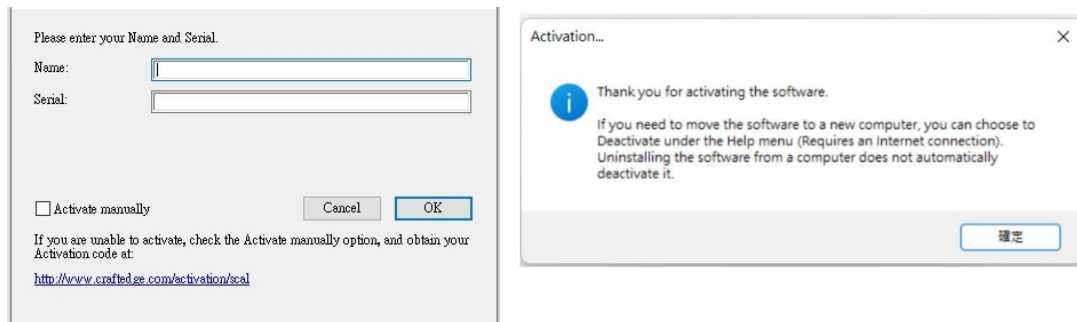 Please enter your Name and Serial.
Name:
Serial:
Activate manually
Cancel
OK
If you are unable to activate, check the Activate manually option, and obtain your
Activation code at:
http://www.craftedge.com/activation/scal
Activation...
Thank you for activating the software.
If you need to move the software to a new computer, you can choose to
Deactivate under the Help menu (Requires an Internet connection).
Uninstalling the software from a computer does not automatically
deactivate it.
確定